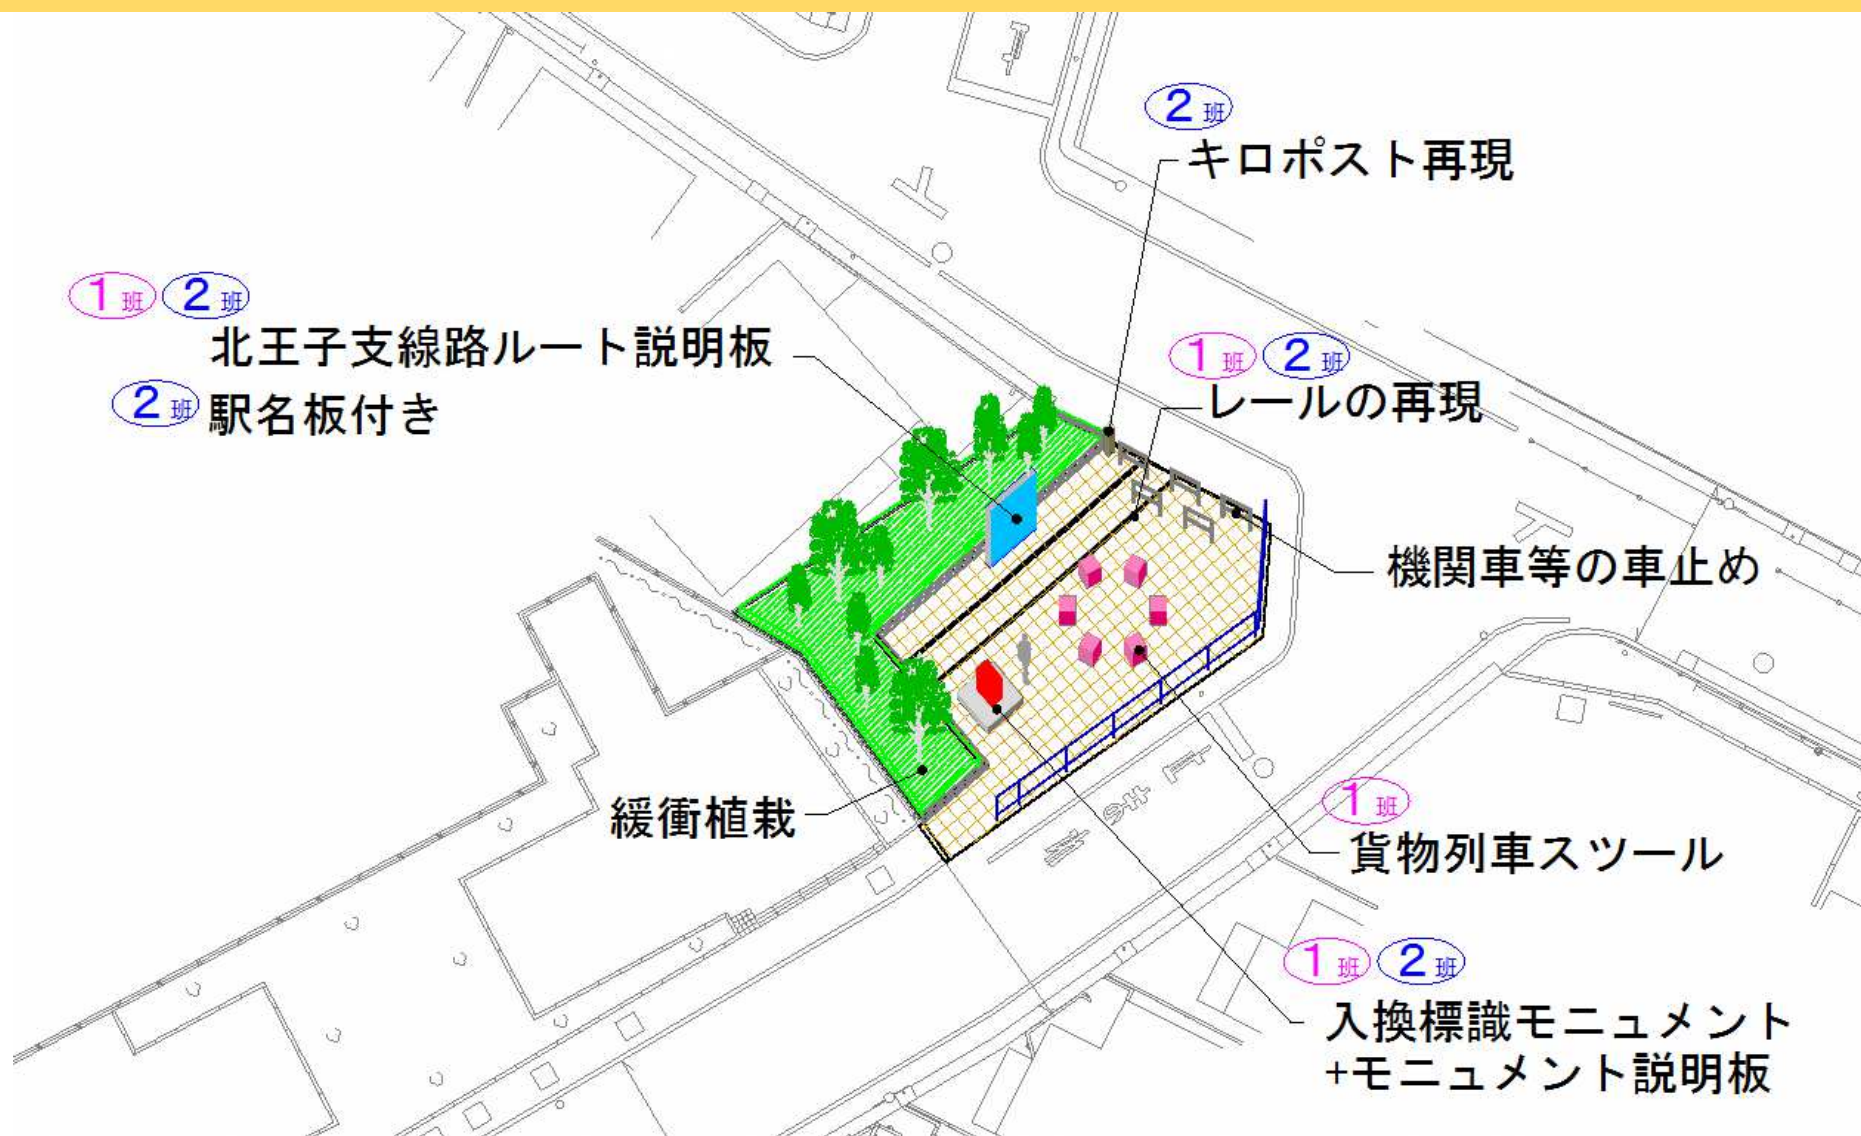 2班
キロポスト再現
1班 2班
北王子支線路ルート説明板
2班 駅名板付き
1班 2班
レールの再現
機関車等の車止め
緩衝植栽
1班
貨物列車スツール
1班 2班
入換標識モニュメント
+モニュメント説明板